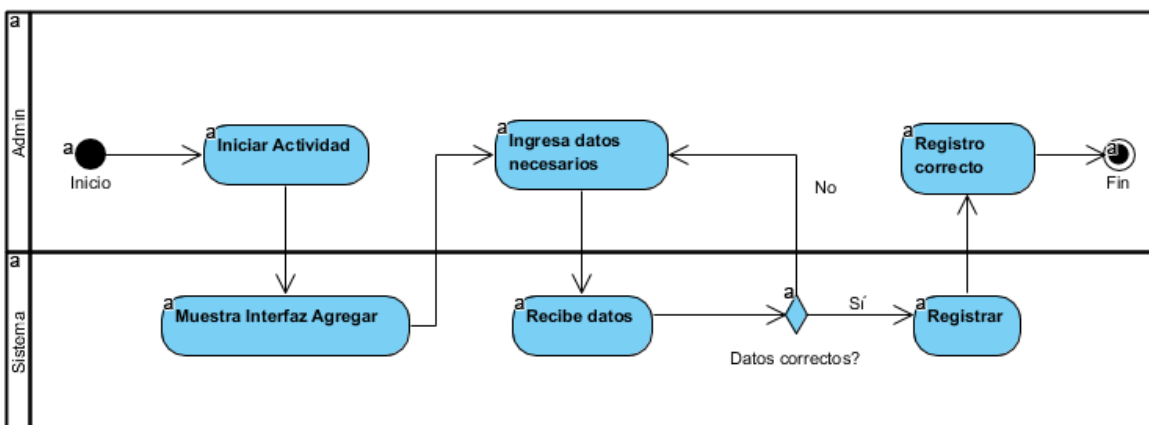 a
Admin
a
Inicio
a
Iniciar Actividad
a
Ingresa datos
necesarios
No
a
Registro
correcto
a
Fin
a
Sistema
a
Muestra Interfaz Agregar
a
Recibe datos
a
Datos correctos?
Sí
a
Registrar